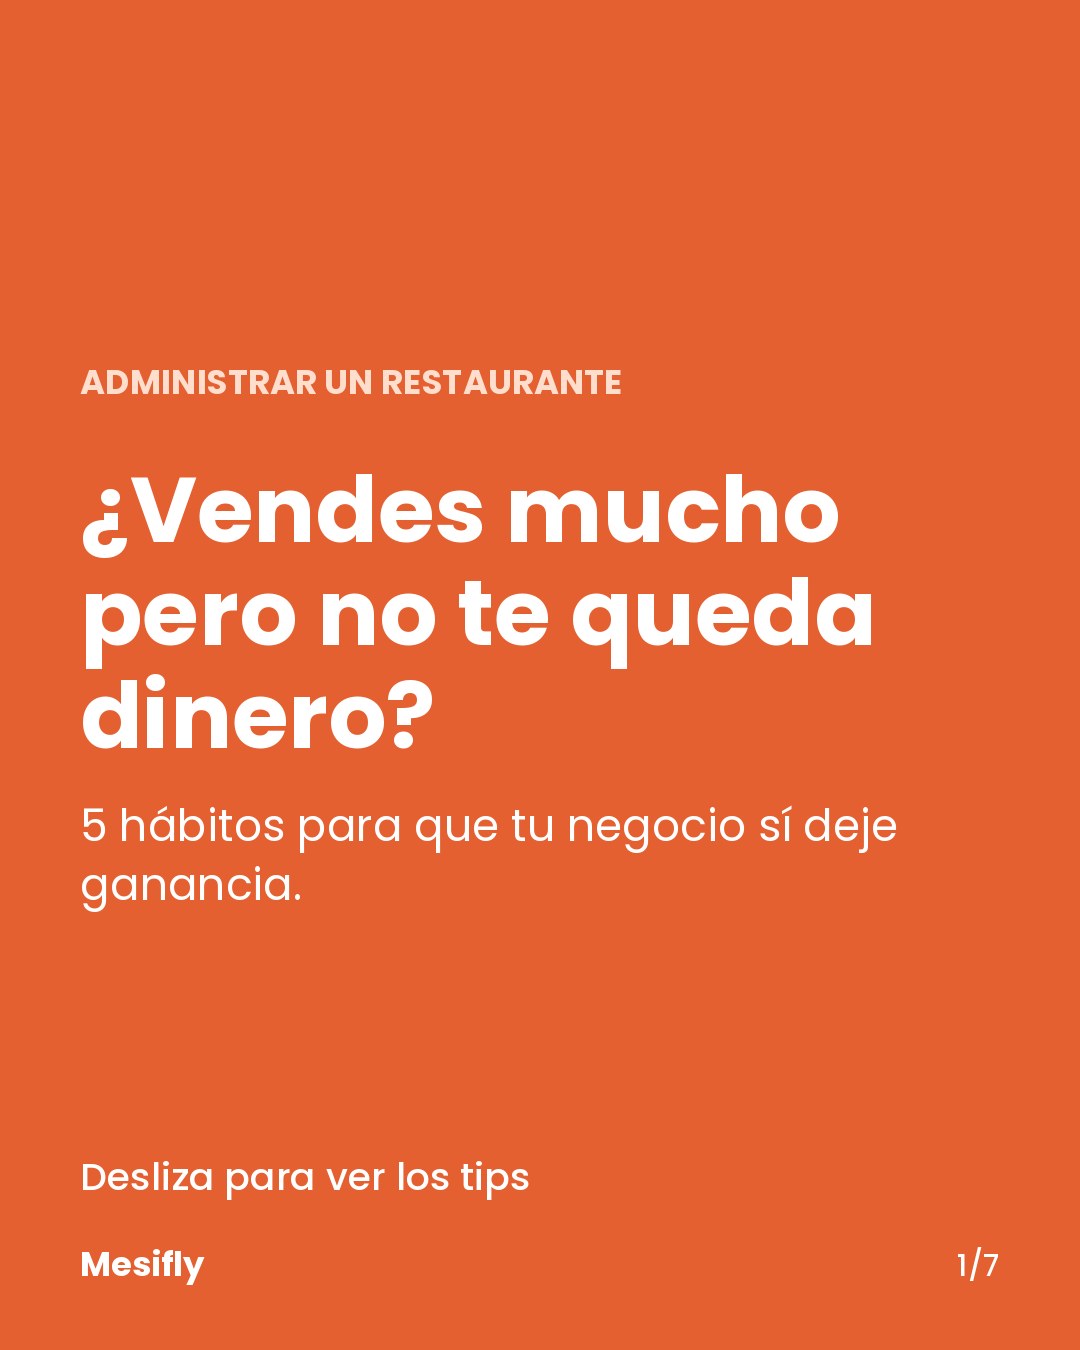 ADMINISTRAR UN RESTAURANTE
¿Vendes mucho
pero no te queda
dinero?
5 hábitos para que tu negocio sí deje
ganancia.
Desliza para ver los tips
Mesifly
1/7